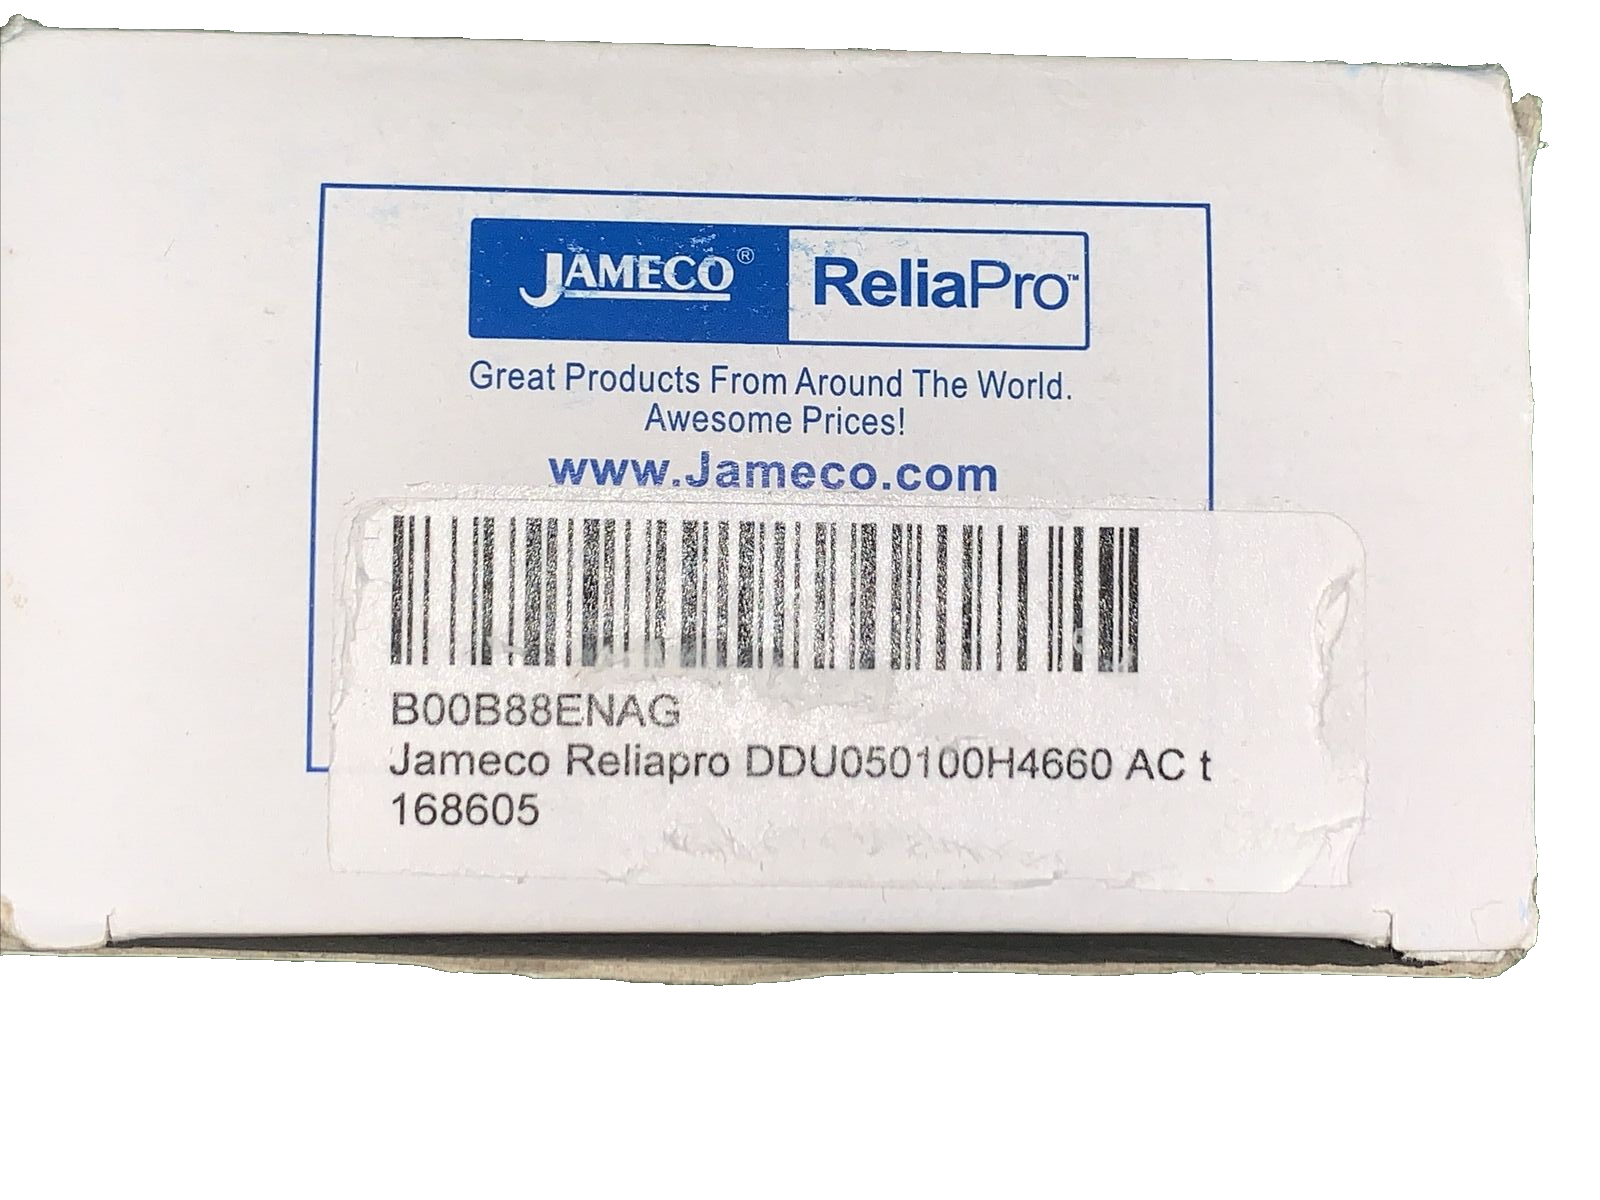 JAMECO® ReliaPro™
Great Products From Around The World.
Awesome Prices!
www.Jameco.com
B00B88ENAG
Jameco Reliapro DDU050100H4660 AC t
168605